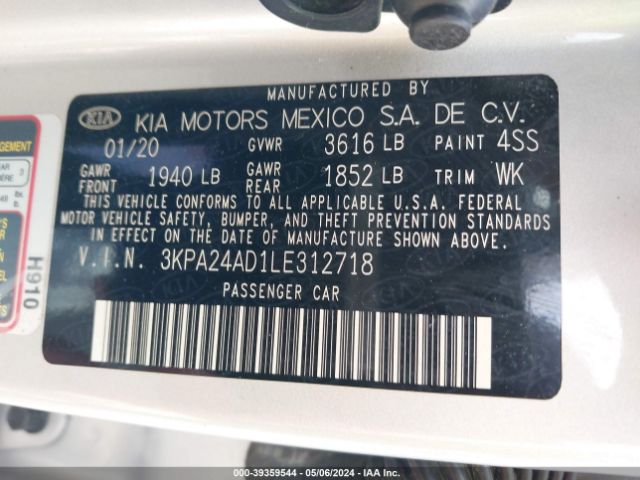 MANUFACTURED BY
KIA KIA MOTORS MEXICO S.A. DE C.V.
01/20 GVWR 3616 LB PAINT 4SS
GAWR FRONT 1940 LB GAWR REAR 1852 LB TRIM WK
THIS VEHICLE CONFORMS TO ALL APPLICABLE U.S.A. FEDERAL
MOTOR VEHICLE SAFETY, BUMPER, AND THEFT PREVENTION STANDARDS
IN EFFECT ON THE DATE OF MANUFACTURE SHOWN ABOVE.
V.I.N. 3KPA24AD1LE312718
PASSENGER CAR
H910
000-39359544 — 05/06/2024 — IAA Inc.